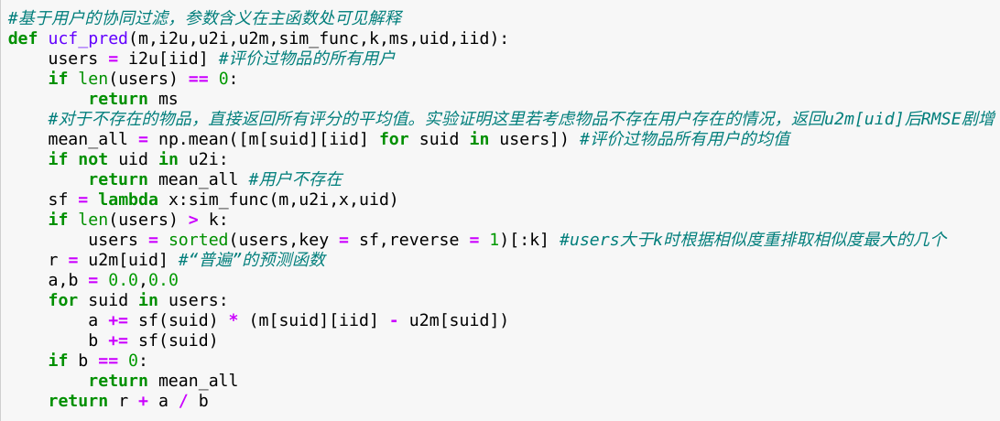 #基于用户的协同过滤，参数含义在主函数处可见解释
def ucf_pred(m,i2u,u2i,u2m,sim_func,k,ms,uid,iid):
    users = i2u[iid] #评价过物品的所有用户
    if len(users) == 0:
        return ms
    #对于不存在的物品，直接返回所有评分的平均值。实验证明这里若考虑物品不存在用户存在的情况，返回u2m[uid]后RMSE剧增
    mean_all = np.mean([m[suid][iid] for suid in users]) #评价过物品所有用户的均值
    if not uid in u2i:
        return mean_all #用户不存在
    sf = lambda x:sim_func(m,u2i,x,uid)
    if len(users) > k:
        users = sorted(users,key = sf,reverse = 1)[:k] #users大于k时根据相似度重排取相似度最大的几个
    r = u2m[uid] #“普遍”的预测函数
    a,b = 0.0,0.0
    for suid in users:
        a += sf(suid) * (m[suid][iid] - u2m[suid])
        b += sf(suid)
    if b == 0:
        return mean_all
    return r + a / b